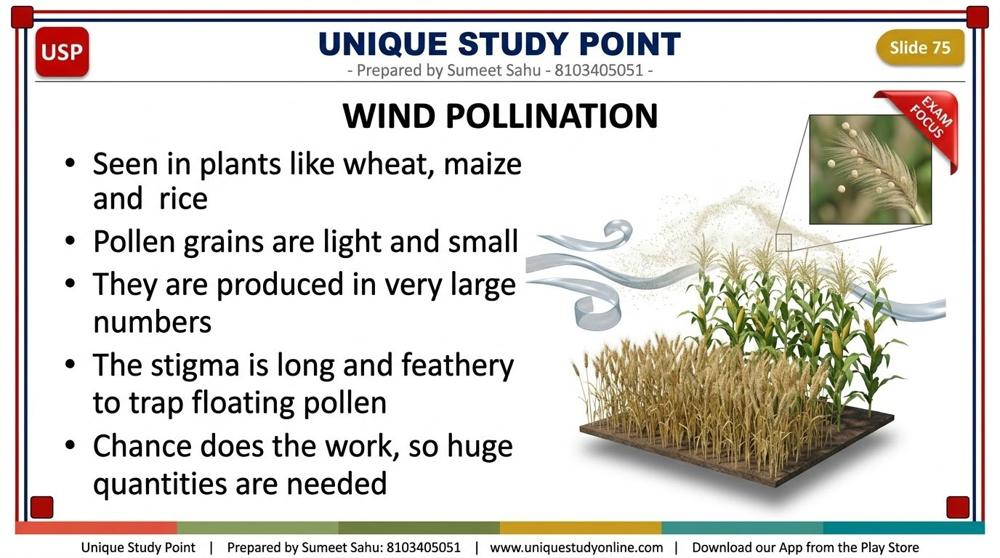 USP
UNIQUE STUDY POINT
- Prepared by Sumeet Sahu - 8103405051 -
Slide 75
EXAM
FOCUS
WIND POLLINATION
• Seen in plants like wheat, maize
and rice
• Pollen grains are light and small
• They are produced in very large
numbers
• The stigma is long and feathery
to trap floating pollen
• Chance does the work, so huge
quantities are needed
Unique Study Point | Prepared by Sumeet Sahu: 8103405051 | www.uniquestudyonline.com | Download our App from the Play Store